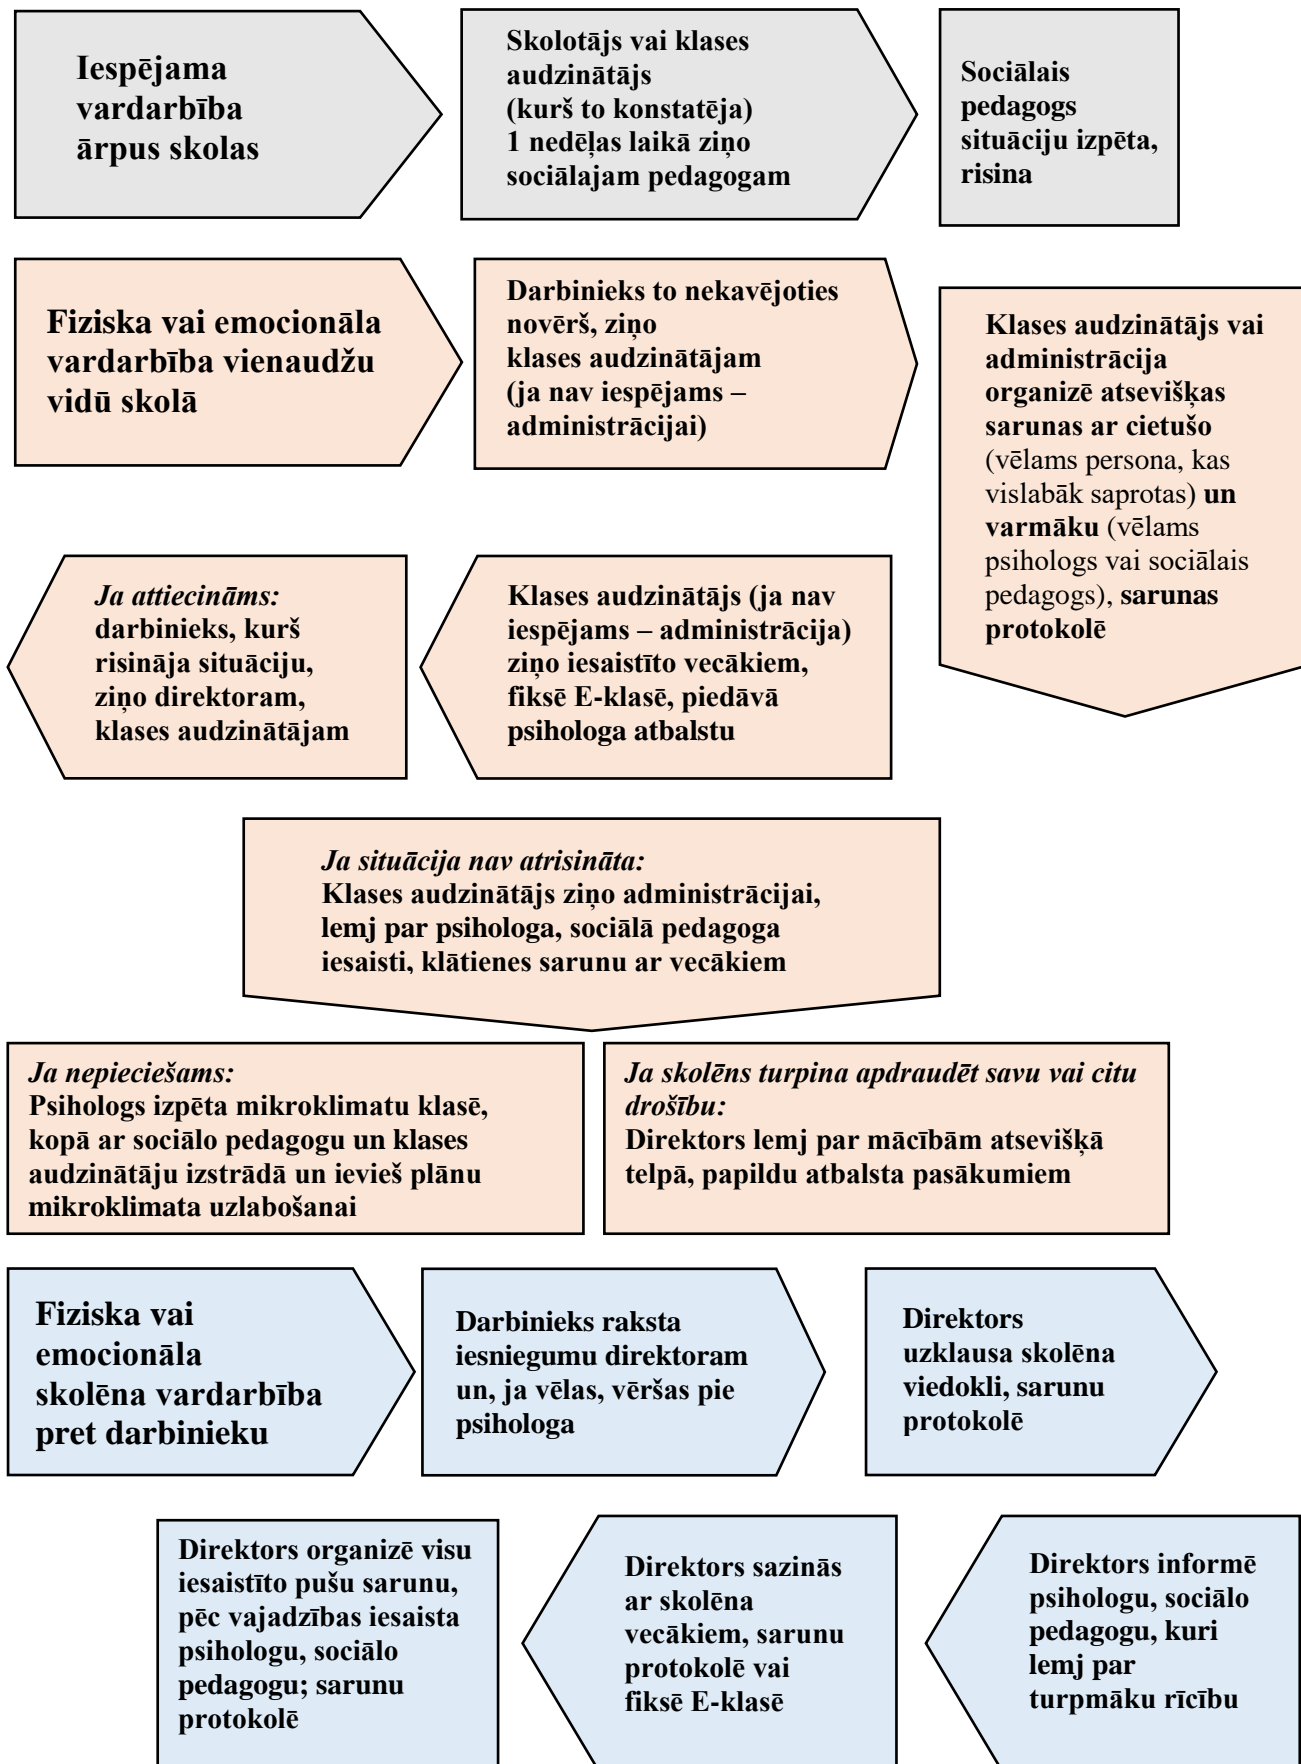 Iespējama
vardarbība
ārpus skolas
Skolotājs vai klases
audzinātājs
(kurš to konstatēja)
1 nedēļas laikā ziņo
sociālajam pedagogam
Sociālais
pedagogs
situāciju izpēta,
risina
Fiziska vai emocionāla
vardarbība vienaudžu
vidū skolā
Darbinieks to nekavējoties
novērš, ziņo
klases audzinātājam
(ja nav iespējams –
administrācijai)
Klases audzinātājs vai
administrācija
organizē atsevišķas
sarunas ar cietušo
(vēlams persona, kas
vislabāk saprotas) un
varmāku (vēlams
psihologs vai sociālais
pedagogs), sarunas
protokolē
Klases audzinātājs (ja nav
iespējams – administrācija)
ziņo iesaistīto vecākiem,
fiksē E-klasē, piedāvā
psihologa atbalstu
Ja attiecināms:
darbinieks, kurš
risināja situāciju,
ziņo direktoram,
klases audzinātājam
Ja situācija nav atrisināta:
Klases audzinātājs ziņo administrācijai,
lemj par psihologa, sociālā pedagoga
iesaisti, klātienes sarunu ar vecākiem
Ja nepieciešams:
Psihologs izpēta mikroklimatu klasē,
kopā ar sociālo pedagogu un klases
audzinātāju izstrādā un ievieš plānu
mikroklimata uzlabošanai
Ja skolēns turpina apdraudēt savu vai citu
drošību:
Direktors lemj par mācībām atsevišķā
telpā, papildu atbalsta pasākumiem
Fiziska vai
emocionāla
skolēna vardarbība
pret darbinieku
Darbinieks raksta
iesniegumu direktoram
un, ja vēlas, vēršas pie
psihologa
Direktors
uzklausa skolēna
viedokli, sarunu
protokolē
Direktors informē
psihologu, sociālo
pedagogu, kuri
lemj par
turpmāku rīcību
Direktors sazinās
ar skolēna
vecākiem, sarunu
protokolē vai
fiksē E-klasē
Direktors organizē visu
iesaistīto pušu sarunu,
pēc vajadzības iesaista
psihologu, sociālo
pedagogu; sarunu
protokolē